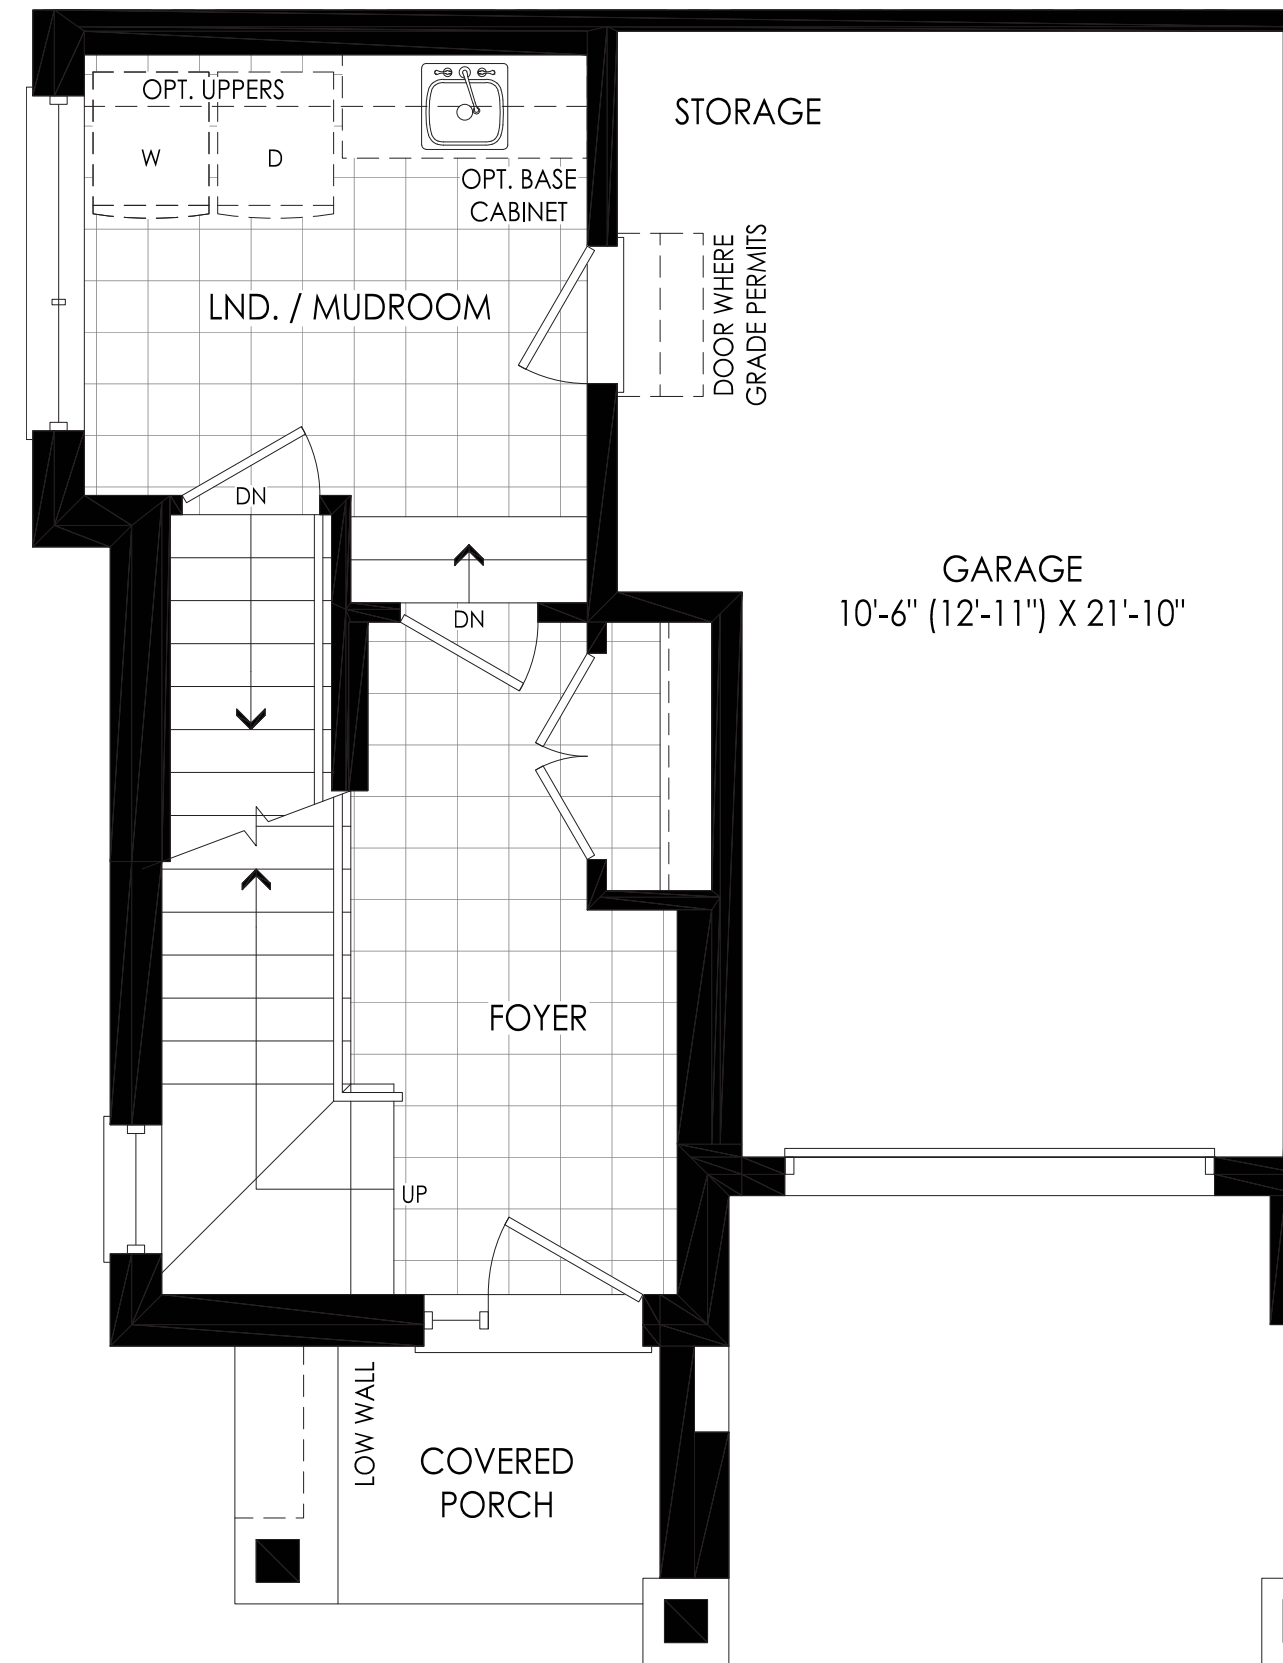 OPT. UPPERS
W
D
OPT. BASE
CABINET
STORAGE
DOOR WHERE
GRADE PERMITS
LND. / MUDROOM
DN
DN
GARAGE
10'-6" (12'-11") X 21'-10"
FOYER
UP
LOW WALL
COVERED
PORCH